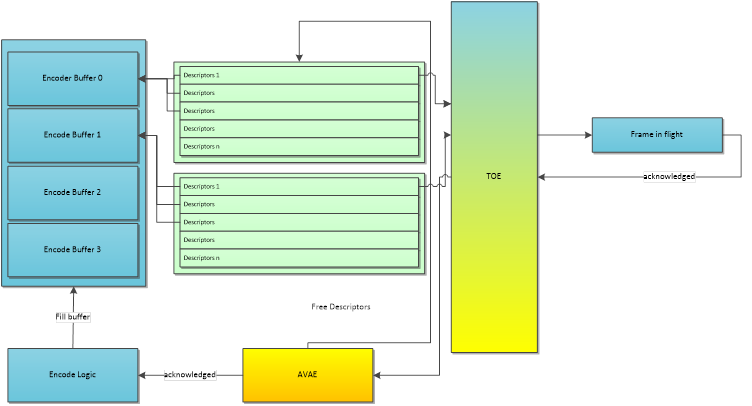 Encoder Buffer 0
Encode Buffer 1
Encode Buffer 2
Encode Buffer 3
Descriptors 1
Descriptors
Descriptors
Descriptors
Descriptors n
Descriptors 1
Descriptors
Descriptors
Descriptors
Descriptors n
TOE
Frame in flight
acknowledged
Free Descriptors
Fill buffer
Encode Logic
acknowledged
AVAE